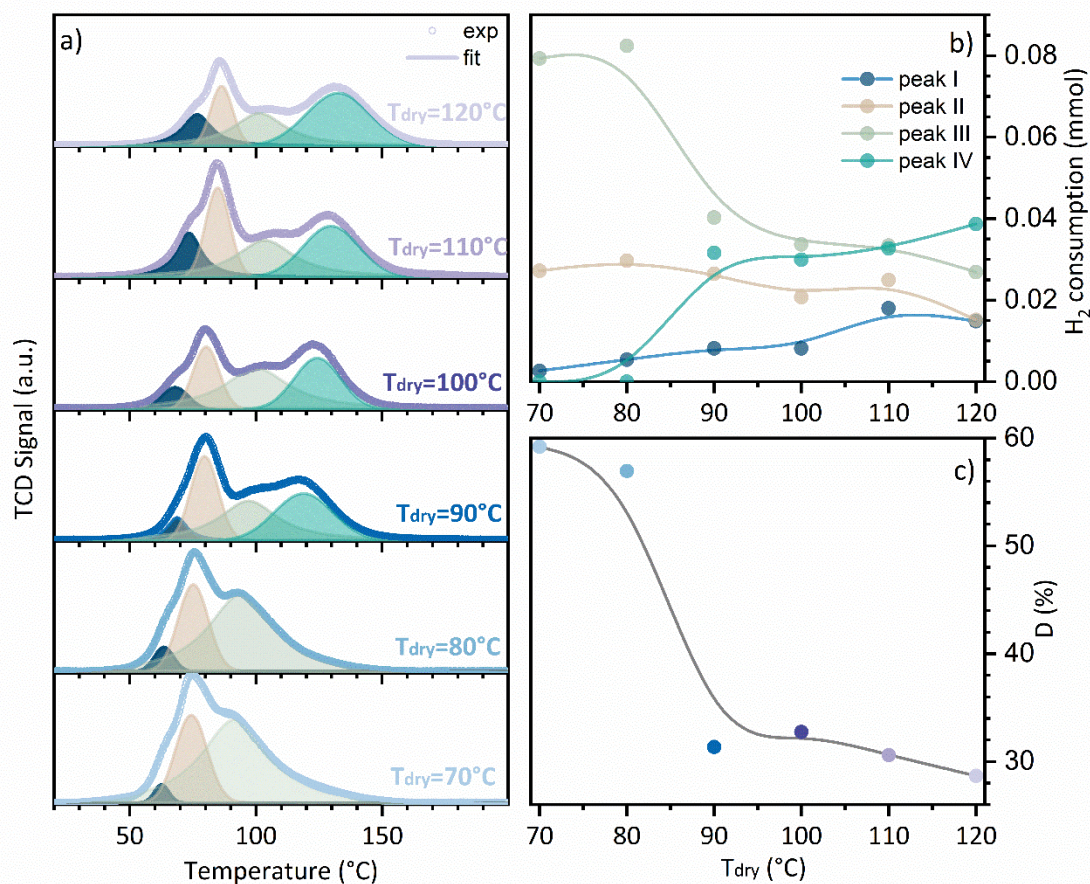 a)
exp
fit
Tdry=120°C
Tdry=110°C
Tdry=100°C
Tdry=90°C
Tdry=80°C
Tdry=70°C
TCD Signal (a.u.)
50 100 150
Temperature (°C)
b)
peak I
peak II
peak III
peak IV
0.08
0.06
0.04
0.02
0.00
H2 consumption (mmol)
70 80 90 100 110 120
c)
60
50
40
30
D (%)
70 80 90 100 110 120
Tdry (°C)